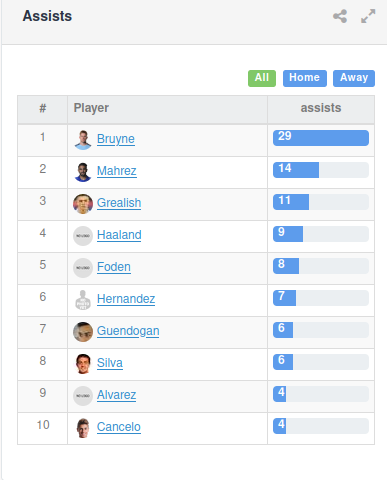 Assists
All Home Away
# Player assists
1 Bruyne 29
2 Mahrez 14
3 Grealish 11
4 Haaland 9
5 Foden 8
6 Hernandez 7
7 Guendogan 6
8 Silva 6
9 Alvarez 4
10 Cancelo 4